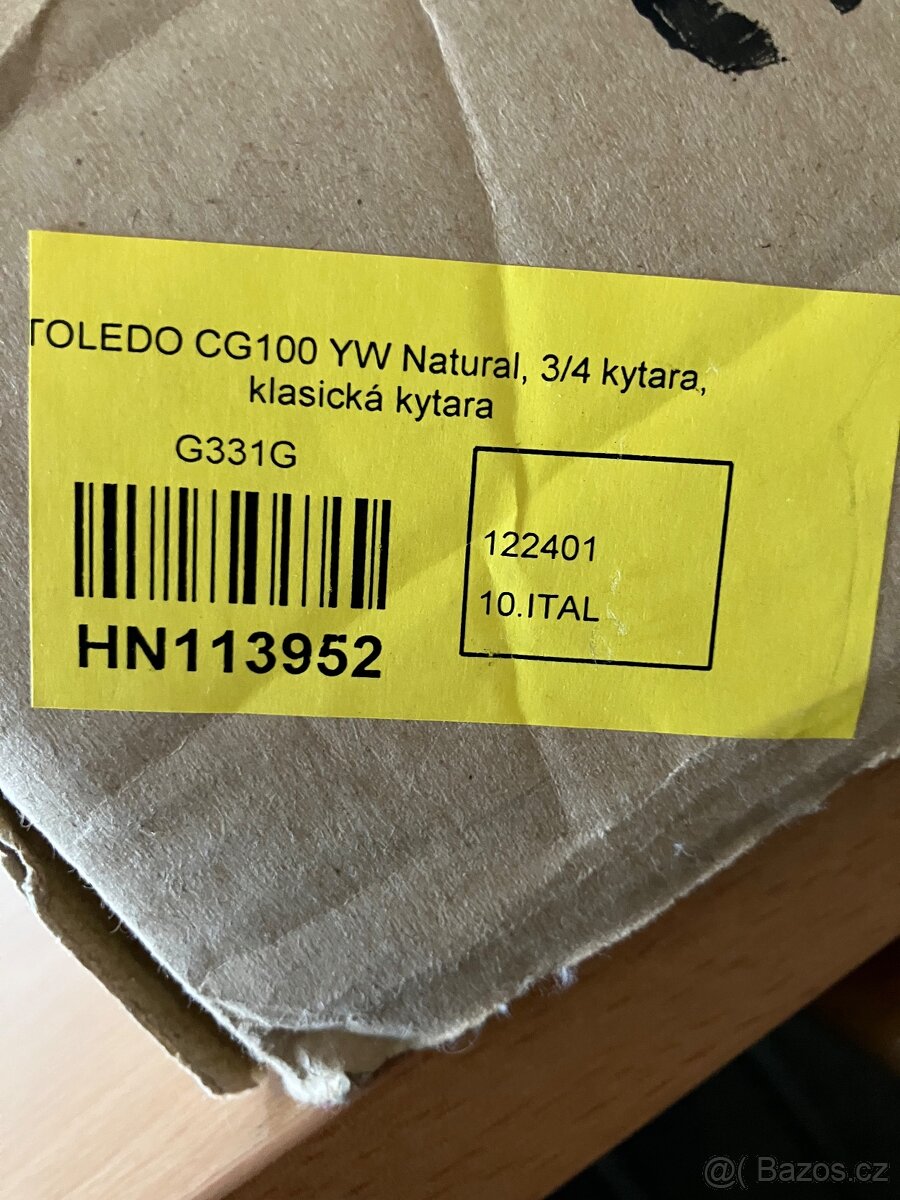 TOLEDO CG100 YW Natural, 3/4 kytara,
klasická kytara
G331G
HN113952
122401
10.ITAL
@( Bazos.cz